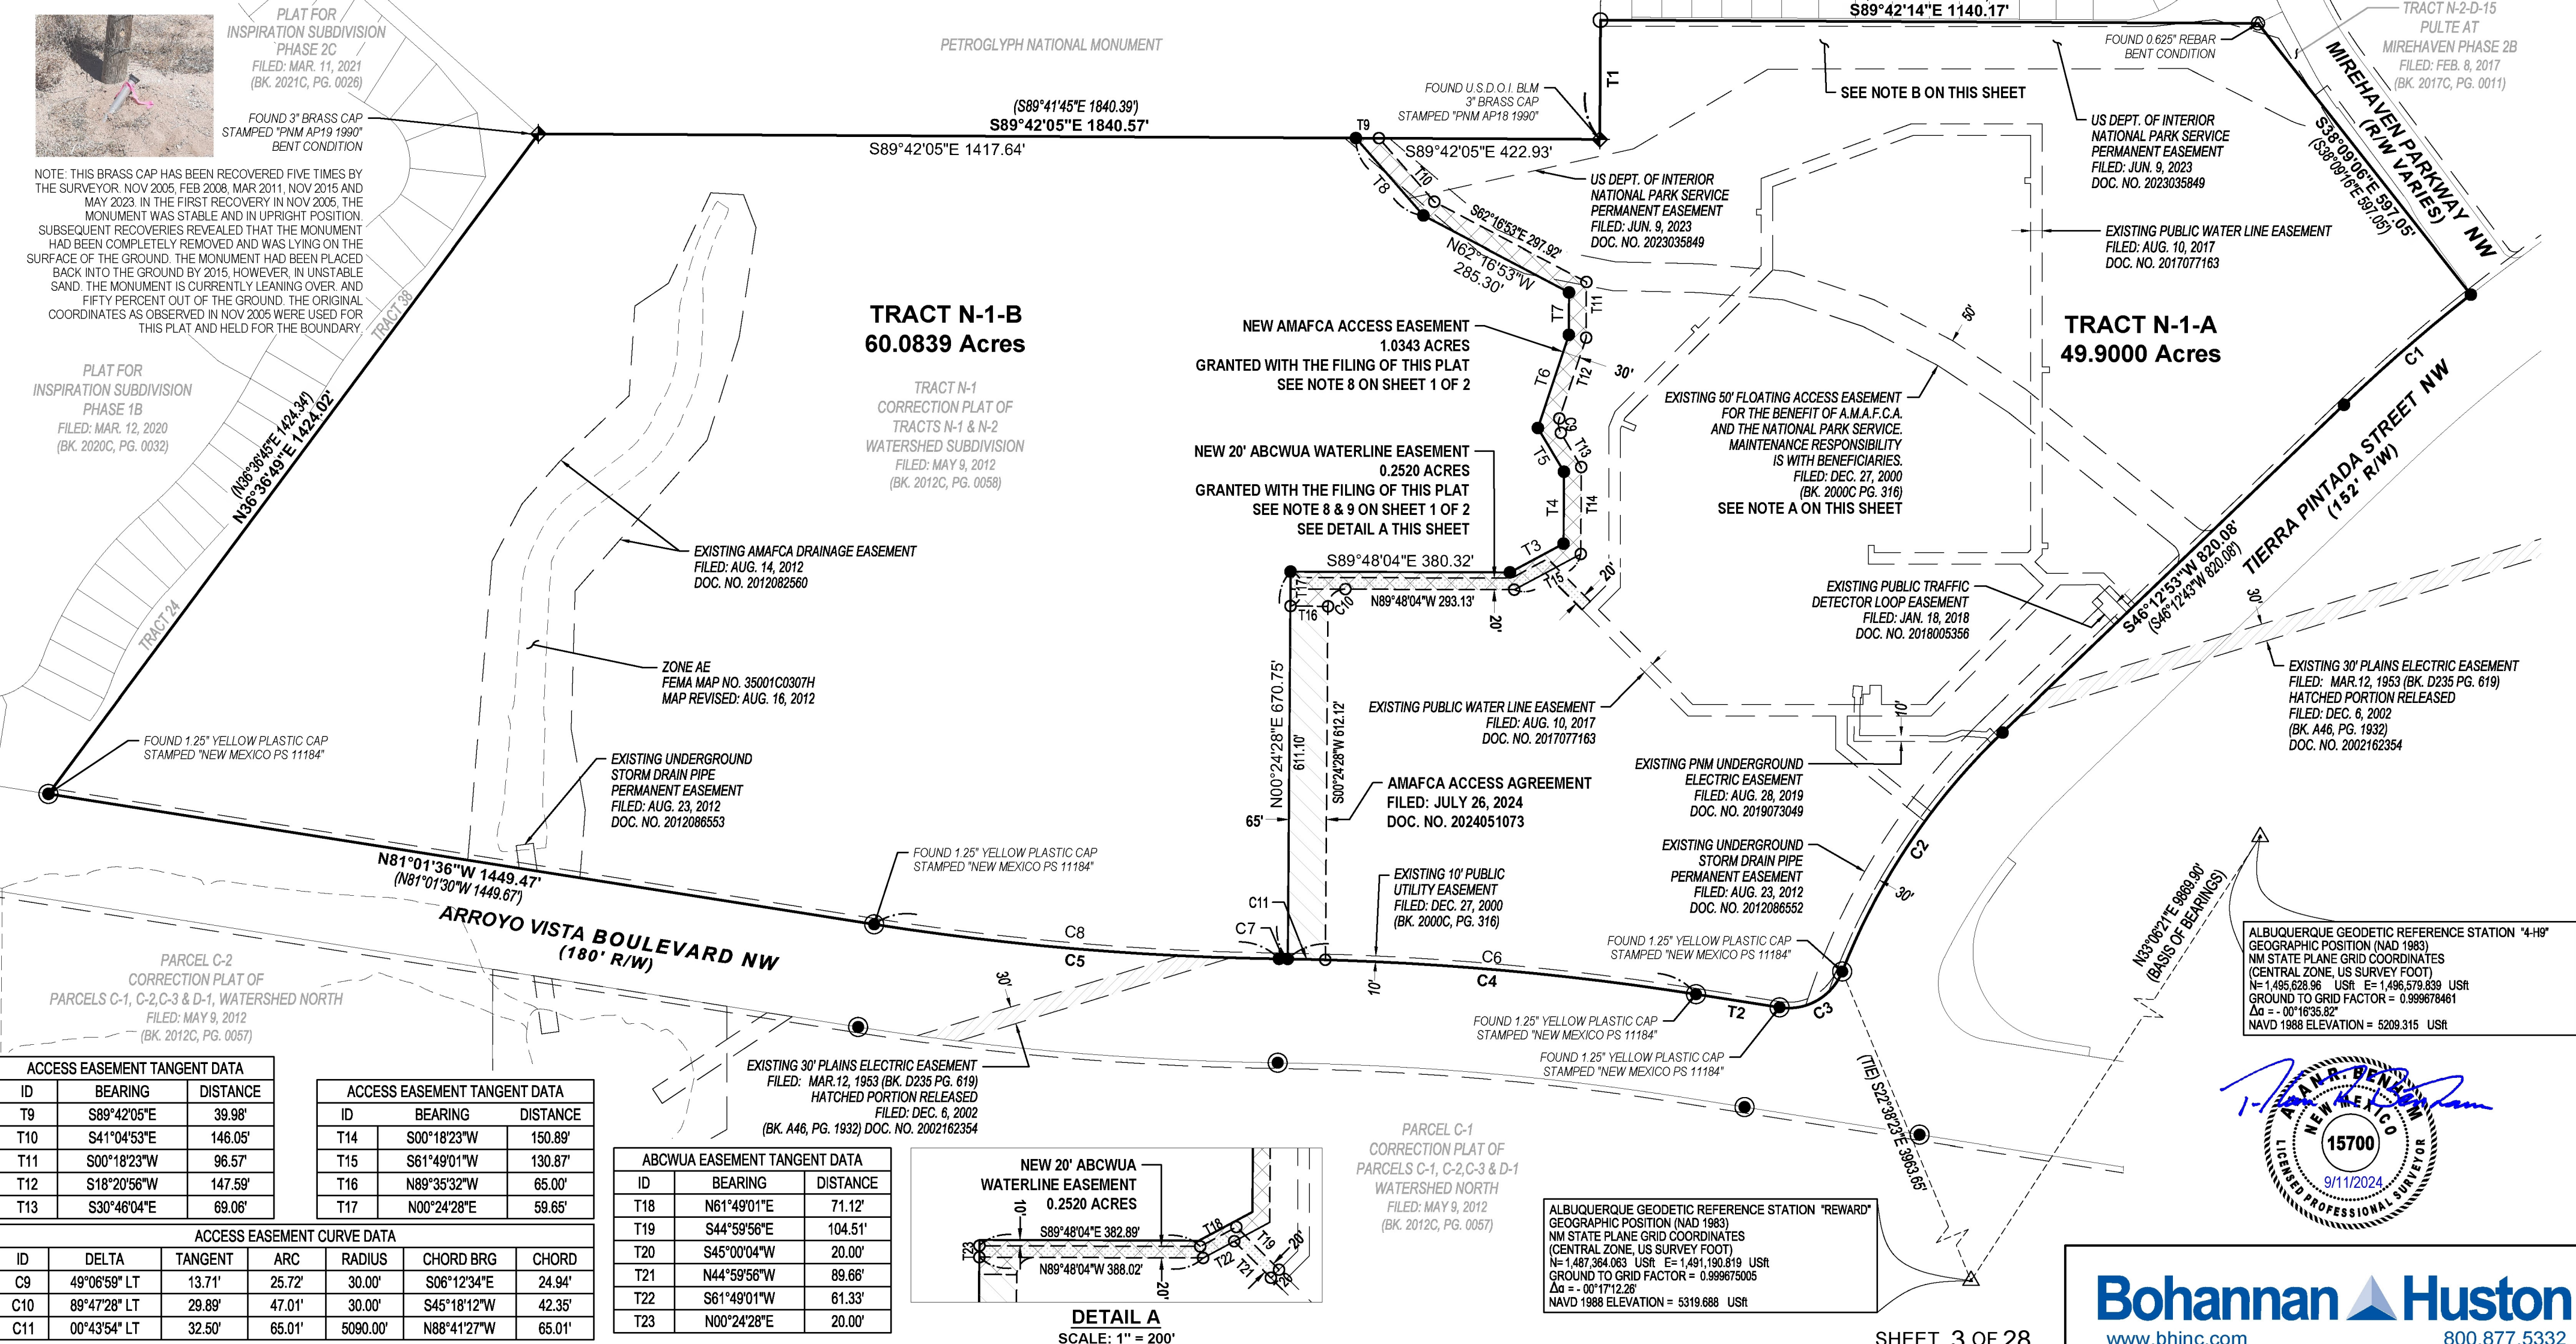 PLAT FOR
INSPIRATION SUBDIVISION
PHASE 2C
FILED: MAR. 11, 2021
(BK. 2021C, PG. 0026)
FOUND 3" BRASS CAP
STAMPED "PNM AP19 1990"
BENT CONDITION
NOTE: THIS BRASS CAP HAS BEEN RECOVERED FIVE TIMES BY
THE SURVEYOR. NOV 2005, FEB 2008, MAR 2011, NOV 2015 AND
MAY 2023. IN THE FIRST RECOVERY IN NOV 2005, THE
MONUMENT WAS STABLE AND IN UPRIGHT POSITION.
SUBSEQUENT RECOVERIES REVEALED THAT THE MONUMENT
HAD BEEN COMPLETELY REMOVED AND WAS LYING ON THE
SURFACE OF THE GROUND. THE MONUMENT HAD BEEN PLACED
BACK INTO THE GROUND BY 2015, HOWEVER, IN UNSTABLE
SAND. THE MONUMENT IS CURRENTLY LEANING OVER. AND
FIFTY PERCENT OUT OF THE GROUND. THE ORIGINAL
COORDINATES AS OBSERVED IN NOV 2005 WERE USED FOR
THIS PLAT AND HELD FOR THE BOUNDARY.
TRACT 38
PLAT FOR
INSPIRATION SUBDIVISION
PHASE 1B
FILED: MAR. 12, 2020
(BK. 2020C, PG. 0032)
(N36°36'45"E 1424.34')
N36°36'49"E 1424.02'
TRACT 24
PETROGLYPH NATIONAL MONUMENT
(S89°41'45"E 1840.39')
S89°42'05"E 1840.57'
S89°42'05"E 1417.64'
T9
S89°42'05"E 422.93'
FOUND U.S.D.O.I. BLM
3" BRASS CAP
STAMPED "PNM AP18 1990"
T1
S89°42'14"E 1140.17'
FOUND 0.625" REBAR
BENT CONDITION
TRACT N-2-D-15
PULTE AT
MIREHAVEN PHASE 2B
FILED: FEB. 8, 2017
(BK. 2017C, PG. 0011)
MIREHAVEN PARKWAY NW
(R/W VARIES)
S38°09'06"E 597.05'
(S38°09'16"E 597.05')
SEE NOTE B ON THIS SHEET
US DEPT. OF INTERIOR
NATIONAL PARK SERVICE
PERMANENT EASEMENT
FILED: JUN. 9, 2023
DOC. NO. 2023035849
EXISTING PUBLIC WATER LINE EASEMENT
FILED: AUG. 10, 2017
DOC. NO. 2017077163
US DEPT. OF INTERIOR
NATIONAL PARK SERVICE
PERMANENT EASEMENT
FILED: JUN. 9, 2023
DOC. NO. 2023035849
T8
T10
S62°16'53"E 297.92'
N62°16'53"W
285.30'
T7
T11
T6
T12
30'
C9
T5
T13
T4
T14
T3
T15
20'
TRACT N-1-B
60.0839 Acres
TRACT N-1
CORRECTION PLAT OF
TRACTS N-1 & N-2
WATERSHED SUBDIVISION
FILED: MAY 9, 2012
(BK. 2012C, PG. 0058)
NEW AMAFCA ACCESS EASEMENT
1.0343 ACRES
GRANTED WITH THE FILING OF THIS PLAT
SEE NOTE 8 ON SHEET 1 OF 2
NEW 20' ABCWUA WATERLINE EASEMENT
0.2520 ACRES
GRANTED WITH THE FILING OF THIS PLAT
SEE NOTE 8 & 9 ON SHEET 1 OF 2
SEE DETAIL A THIS SHEET
50'
TRACT N-1-A
49.9000 Acres
C1
EXISTING 50' FLOATING ACCESS EASEMENT
FOR THE BENEFIT OF A.M.A.F.C.A.
AND THE NATIONAL PARK SERVICE.
MAINTENANCE RESPONSIBILITY
IS WITH BENEFICIARIES.
FILED: DEC. 27, 2000
(BK. 2000C PG. 316)
SEE NOTE A ON THIS SHEET
TIERRA PINTADA STREET NW
(152' R/W)
S46°12'53"W 820.08'
(S46°12'43"W 820.08')
EXISTING AMAFCA DRAINAGE EASEMENT
FILED: AUG. 14, 2012
DOC. NO. 2012082560
ZONE AE
FEMA MAP NO. 35001C0307H
MAP REVISED: AUG. 16, 2012
S89°48'04"E 380.32'
T17
T16
C10
N89°48'04"W 293.13'
20'
EXISTING PUBLIC TRAFFIC
DETECTOR LOOP EASEMENT
FILED: JAN. 18, 2018
DOC. NO. 2018005356
30'
EXISTING 30' PLAINS ELECTRIC EASEMENT
FILED: MAR.12, 1953 (BK. D235 PG. 619)
HATCHED PORTION RELEASED
FILED: DEC. 6, 2002
(BK. A46, PG. 1932)
DOC. NO. 2002162354
EXISTING PUBLIC WATER LINE EASEMENT
FILED: AUG. 10, 2017
DOC. NO. 2017077163
10'
FOUND 1.25" YELLOW PLASTIC CAP
STAMPED "NEW MEXICO PS 11184"
EXISTING UNDERGROUND
STORM DRAIN PIPE
PERMANENT EASEMENT
FILED: AUG. 23, 2012
DOC. NO. 2012086553
N00°24'28"E 670.75'
611.10'
S00°24'28"W 612.12'
65'
AMAFCA ACCESS AGREEMENT
FILED: JULY 26, 2024
DOC. NO. 2024051073
EXISTING PNM UNDERGROUND
ELECTRIC EASEMENT
FILED: AUG. 28, 2019
DOC. NO. 2019073049
EXISTING UNDERGROUND
STORM DRAIN PIPE
PERMANENT EASEMENT
FILED: AUG. 23, 2012
DOC. NO. 2012086552
C2
30'
N81°01'36"W 1449.47'
(N81°01'30"W 1449.67')
ARROYO VISTA BOULEVARD NW
(180' R/W)
FOUND 1.25" YELLOW PLASTIC CAP
STAMPED "NEW MEXICO PS 11184"
C8
C5
C11
C7
EXISTING 10' PUBLIC
UTILITY EASEMENT
FILED: DEC. 27, 2000
(BK. 2000C, PG. 316)
10'
C6
C4
FOUND 1.25" YELLOW PLASTIC CAP
STAMPED "NEW MEXICO PS 11184"
T2
C3
FOUND 1.25" YELLOW PLASTIC CAP
STAMPED "NEW MEXICO PS 11184"
FOUND 1.25" YELLOW PLASTIC CAP
STAMPED "NEW MEXICO PS 11184"
N33°06'21"E 9869.90'
(BASIS OF BEARINGS)
(TIE) S22°38'23"E 3963.65'
ALBUQUERQUE GEODETIC REFERENCE STATION "4-H9"
GEOGRAPHIC POSITION (NAD 1983)
NM STATE PLANE GRID COORDINATES
(CENTRAL ZONE, US SURVEY FOOT)
N= 1,495,628.96 USft E= 1,496,579.839 USft
GROUND TO GRID FACTOR = 0.999678461
Δα = - 00°16'35.82"
NAVD 1988 ELEVATION = 5209.315 USft
PARCEL C-2
CORRECTION PLAT OF
PARCELS C-1, C-2,C-3 & D-1, WATERSHED NORTH
FILED: MAY 9, 2012
(BK. 2012C, PG. 0057)
30'
EXISTING 30' PLAINS ELECTRIC EASEMENT
FILED: MAR.12, 1953 (BK. D235 PG. 619)
HATCHED PORTION RELEASED
FILED: DEC. 6, 2002
(BK. A46, PG. 1932) DOC. NO. 2002162354
PARCEL C-1
CORRECTION PLAT OF
PARCELS C-1, C-2,C-3 & D-1
WATERSHED NORTH
FILED: MAY 9, 2012
(BK. 2012C, PG. 0057)
ACCESS EASEMENT TANGENT DATA
ID BEARING DISTANCE
T9 S89°42'05"E 39.98'
T10 S41°04'53"E 146.05'
T11 S00°18'23"W 96.57'
T12 S18°20'56"W 147.59'
T13 S30°46'04"E 69.06'
ACCESS EASEMENT TANGENT DATA
ID BEARING DISTANCE
T14 S00°18'23"W 150.89'
T15 S61°49'01"W 130.87'
T16 N89°35'32"W 65.00'
T17 N00°24'28"E 59.65'
ACCESS EASEMENT CURVE DATA
ID DELTA TANGENT ARC RADIUS CHORD BRG CHORD
C9 49°06'59" LT 13.71' 25.72' 30.00' S06°12'34"E 24.94'
C10 89°47'28" LT 29.89' 47.01' 30.00' S45°18'12"W 42.35'
C11 00°43'54" LT 32.50' 65.01' 5090.00' N88°41'27"W 65.01'
ABCWUA EASEMENT TANGENT DATA
ID BEARING DISTANCE
T18 N61°49'01"E 71.12'
T19 S44°59'56"E 104.51'
T20 S45°00'04"W 20.00'
T21 N44°59'56"W 89.66'
T22 S61°49'01"W 61.33'
T23 N00°24'28"E 20.00'
NEW 20' ABCWUA
WATERLINE EASEMENT
0.2520 ACRES
10'
S89°48'04"E 382.89'
T23
N89°48'04"W 388.02'
20'
T18
T19
T22
T21
20'
DETAIL A
SCALE: 1" = 200'
ALBUQUERQUE GEODETIC REFERENCE STATION "REWARD"
GEOGRAPHIC POSITION (NAD 1983)
NM STATE PLANE GRID COORDINATES
(CENTRAL ZONE, US SURVEY FOOT)
N= 1,487,364.063 USft E= 1,491,190.819 USft
GROUND TO GRID FACTOR = 0.999675005
Δα = - 00°17'12.26"
NAVD 1988 ELEVATION = 5319.688 USft
R. BENHAM
NEW MEXICO
15700
9/11/2024
LICENSED PROFESSIONAL SURVEYOR
Bohannan Huston
www.bhinc.com 800.877.5332
SHEET 3 OF 28